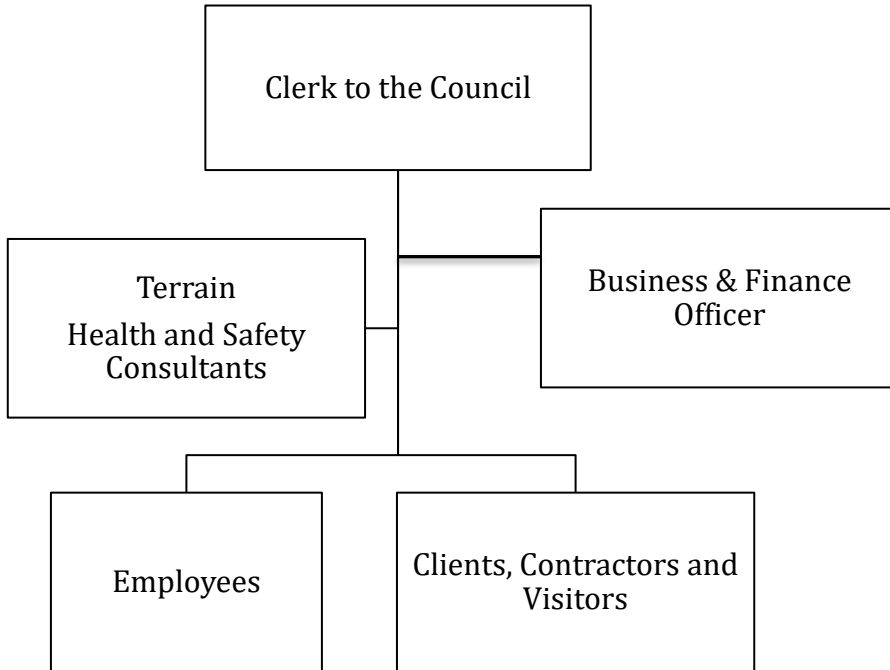 Clerk to the Council
Terrain
Health and Safety
Consultants
Business & Finance
Officer
Employees
Clients, Contractors and
Visitors